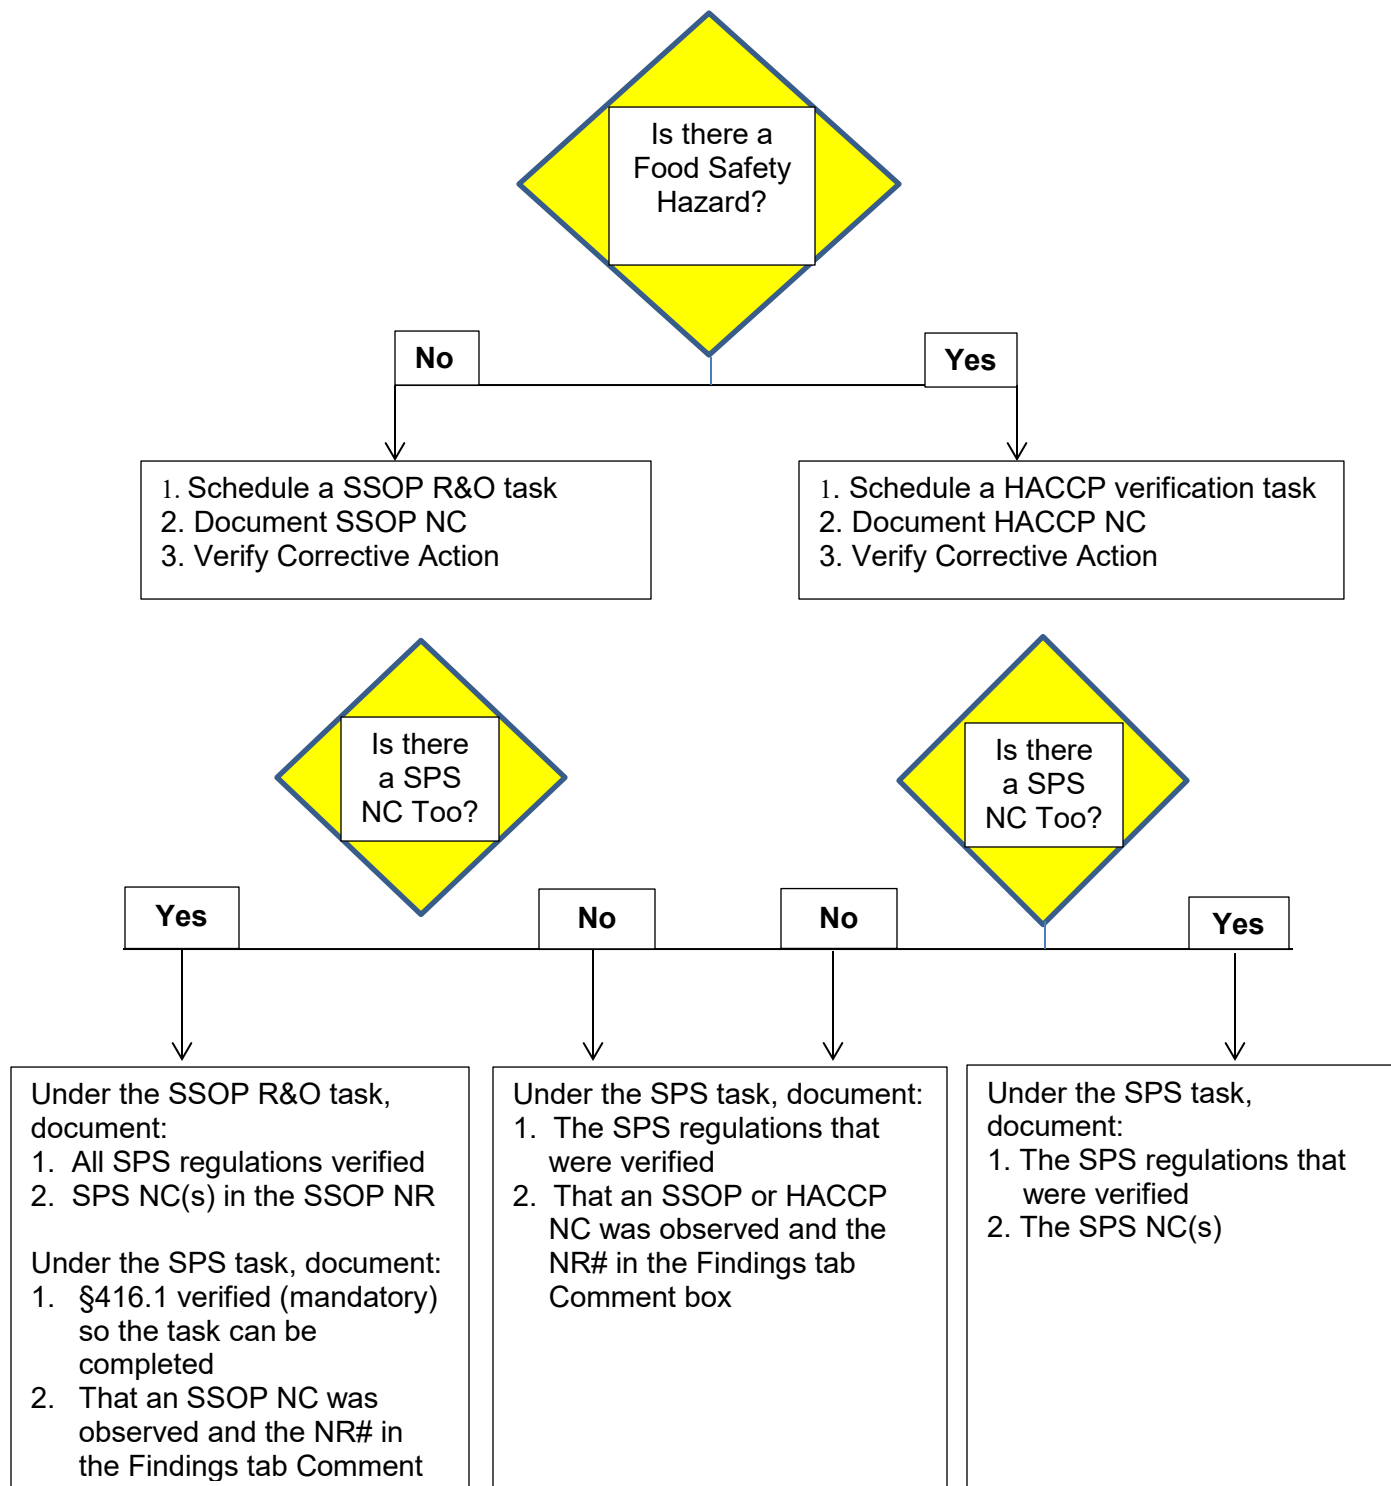 Is there a
Food Safety
Hazard?
No
Yes
1. Schedule a SSOP R&O task
2. Document SSOP NC
3. Verify Corrective Action
1. Schedule a HACCP verification task
2. Document HACCP NC
3. Verify Corrective Action
Is there
a SPS
NC Too?
Is there
a SPS
NC Too?
Yes
No
No
Yes
Under the SSOP R&O task,
document:
1. All SPS regulations verified
2. SPS NC(s) in the SSOP NR
Under the SPS task, document:
1. §416.1 verified (mandatory)
so the task can be
completed
2. That an SSOP NC was
observed and the NR# in
the Findings tab Comment
Under the SPS task, document:
1. The SPS regulations that
were verified
2. That an SSOP or HACCP
NC was observed and the
NR# in the Findings tab
Comment box
Under the SPS task,
document:
1. The SPS regulations that
were verified
2. The SPS NC(s)